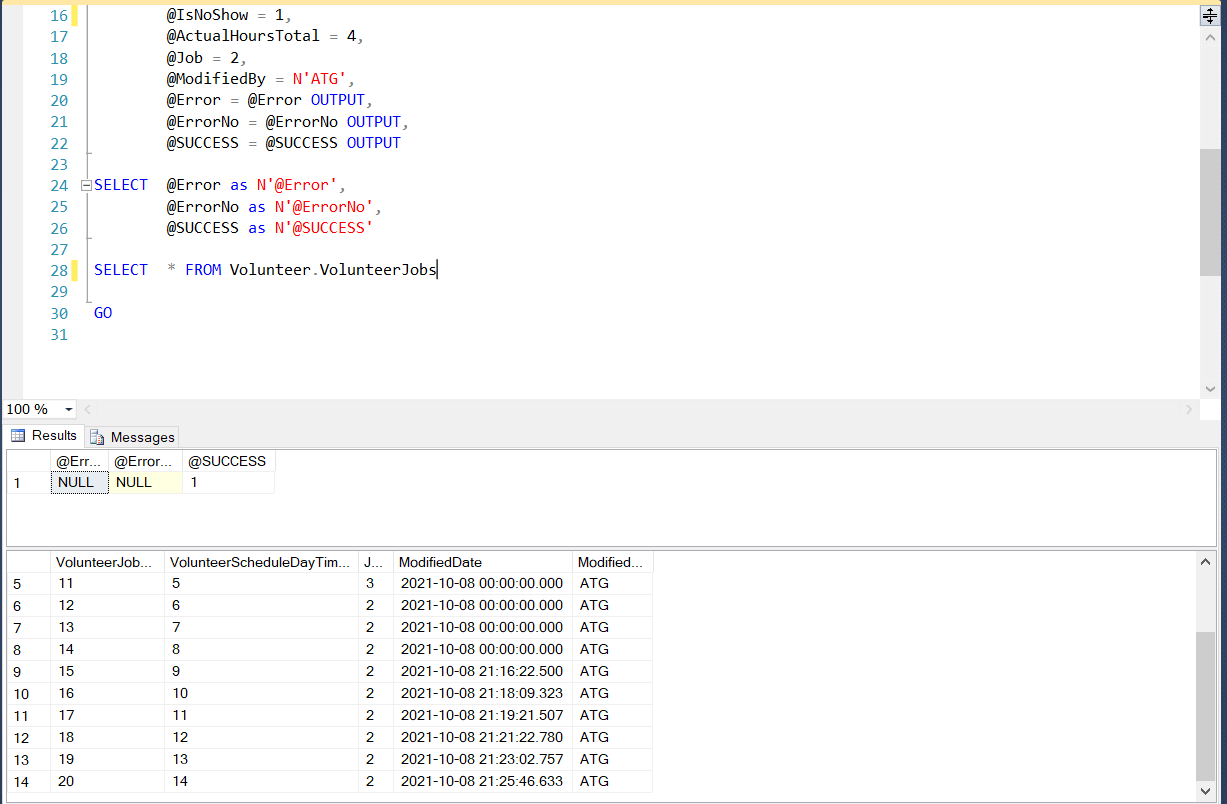 16 @IsNoShow = 1,
17 @ActualHoursTotal = 4,
18 @Job = 2,
19 @ModifiedBy = N'ATG',
20 @Error = @Error OUTPUT,
21 @ErrorNo = @ErrorNo OUTPUT,
22 @SUCCESS = @SUCCESS OUTPUT
23
24 SELECT @Error as N'@Error',
25 @ErrorNo as N'@ErrorNo',
26 @SUCCESS as N'@SUCCESS'
27
28 SELECT * FROM Volunteer.VolunteerJobs
29
30 GO
31
100 %
Results Messages
@Err... @Error... @SUCCESS
1 NULL NULL 1
VolunteerJob... VolunteerScheduleDayTim... J... ModifiedDate Modified...
5 11 5 3 2021-10-08 00:00:00.000 ATG
6 12 6 2 2021-10-08 00:00:00.000 ATG
7 13 7 2 2021-10-08 00:00:00.000 ATG
8 14 8 2 2021-10-08 00:00:00.000 ATG
9 15 9 2 2021-10-08 21:16:22.500 ATG
10 16 10 2 2021-10-08 21:18:09.323 ATG
11 17 11 2 2021-10-08 21:19:21.507 ATG
12 18 12 2 2021-10-08 21:21:22.780 ATG
13 19 13 2 2021-10-08 21:23:02.757 ATG
14 20 14 2 2021-10-08 21:25:46.633 ATG